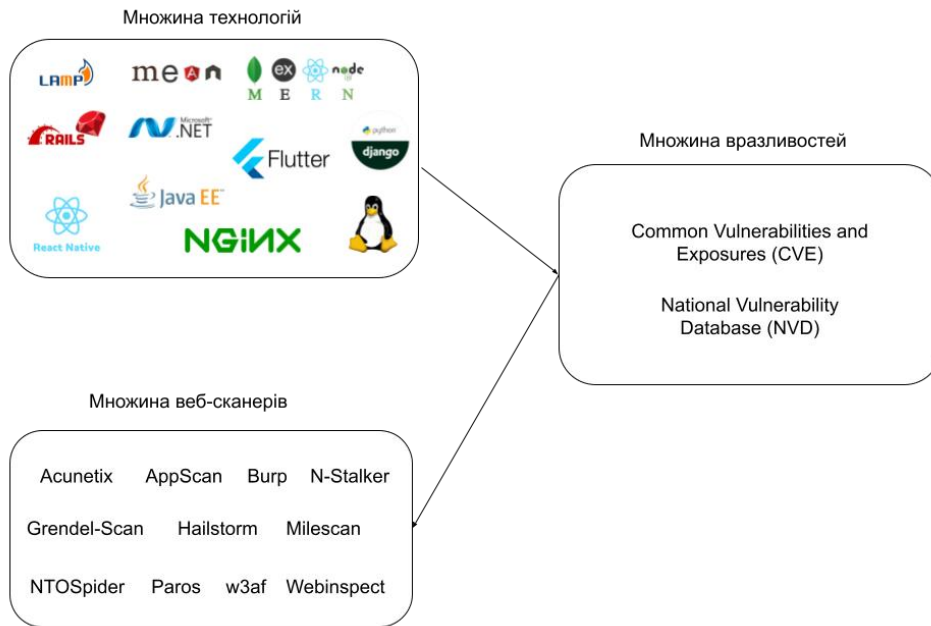 Множина технологій
LAMP
mean
ex
node
M E R N
RAILS
Microsoft
.NET
python
django
Flutter
Java EE
React Native
NGINX
Множина вразливостей
Common Vulnerabilities and
Exposures (CVE)
National Vulnerability
Database (NVD)
Множина веб-сканерів
Acunetix AppScan Burp N-Stalker
Grendel-Scan Hailstorm Milescan
NTOSpider Paros w3af Webinspect